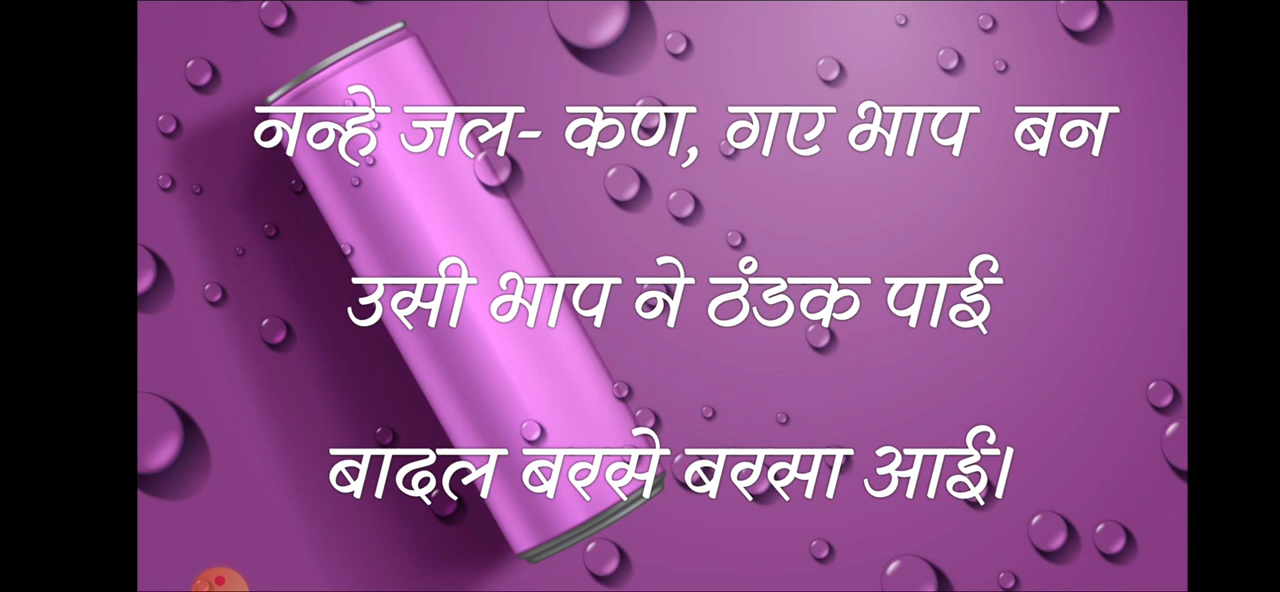 नन्हे जल- कण, गए भाप  बन
उसी भाप ने ठंडक पाई
बादल बरसे बरसा आई।